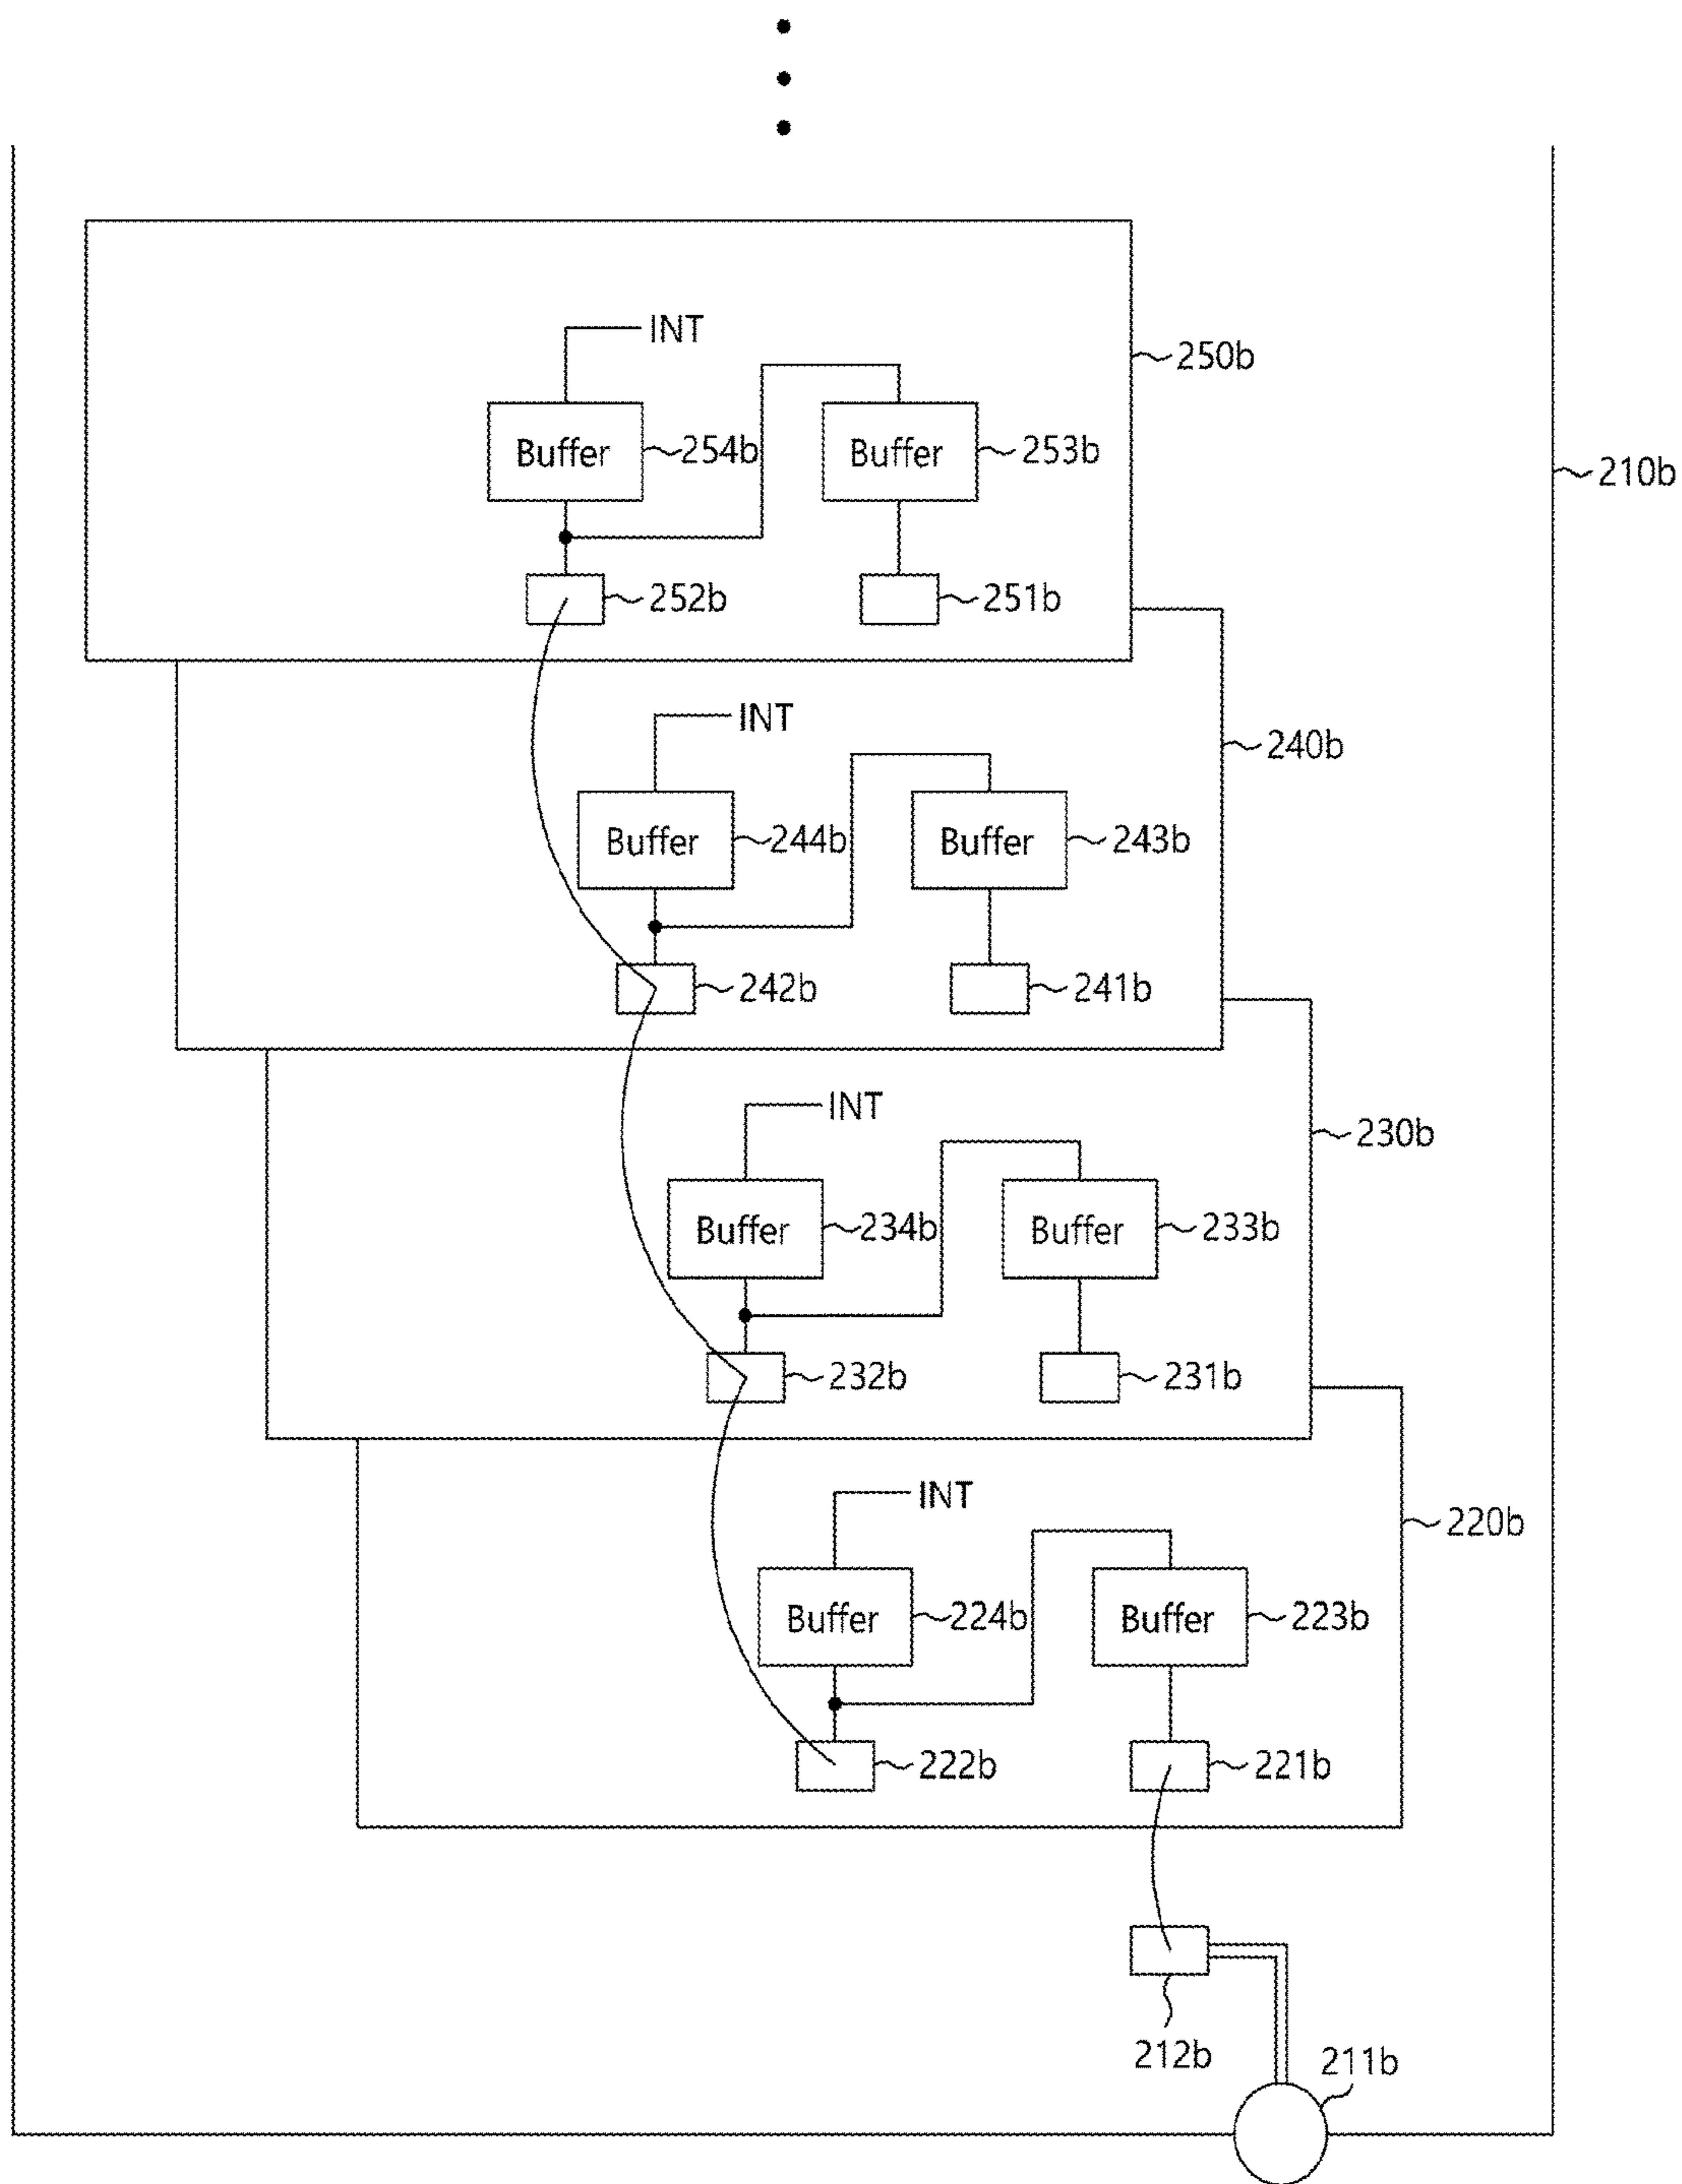 INT
250b
Buffer
254b
Buffer
253b
210b
252b
251b
INT
240b
Buffer
244b
Buffer
243b
242b
241b
INT
230b
Buffer
234b
Buffer
233b
232b
231b
INT
220b
Buffer
224b
Buffer
223b
222b
221b
212b
211b